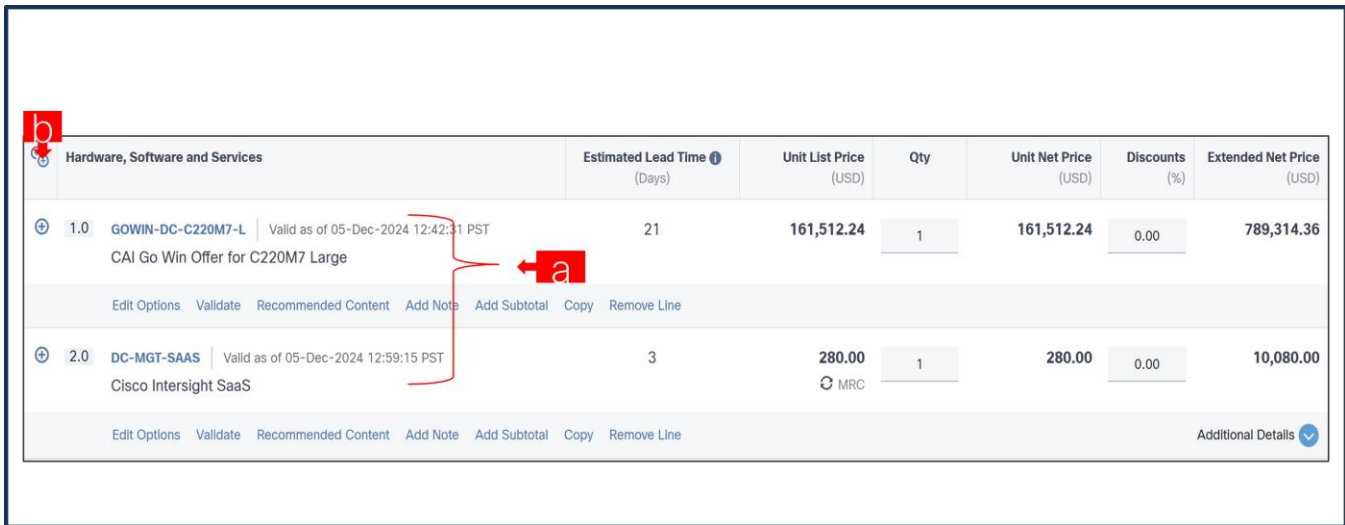 b
Hardware, Software and Services Estimated Lead Time Unit List Price Qty Unit Net Price Discounts Extended Net Price
(Days) (USD) (USD) (%) (USD)
1.0 GOWIN-DC-C220M7-L Valid as of 05-Dec-2024 12:42:31 PST 21 161,512.24 1 161,512.24 0.00 789,314.36
CAI Go Win Offer for C220M7 Large
a
Edit Options Validate Recommended Content Add Note Add Subtotal Copy Remove Line
2.0 DC-MGT-SAAS Valid as of 05-Dec-2024 12:59:15 PST 3 280.00 1 280.00 0.00 10,080.00
Cisco Intersight SaaS MRC
Edit Options Validate Recommended Content Add Note Add Subtotal Copy Remove Line Additional Details